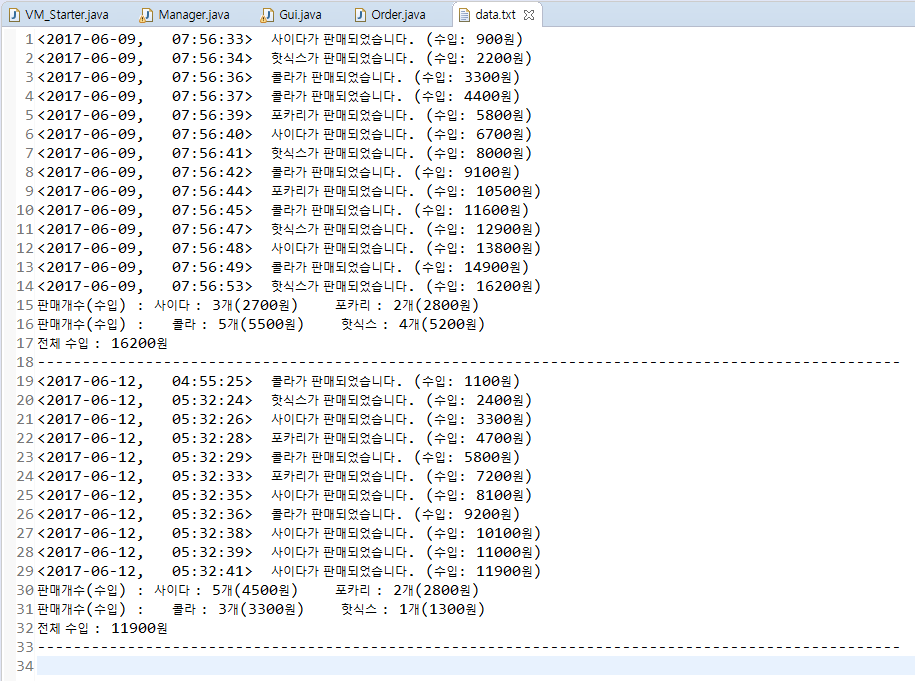 VM_Starter.java Manager.java Gui.java Order.java data.txt
1 <2017-06-09,   07:56:33>  사이다가 판매되었습니다. (수입: 900원)
2 <2017-06-09,   07:56:34>  핫식스가 판매되었습니다. (수입: 2200원)
3 <2017-06-09,   07:56:36>  콜라가 판매되었습니다. (수입: 3300원)
4 <2017-06-09,   07:56:37>  콜라가 판매되었습니다. (수입: 4400원)
5 <2017-06-09,   07:56:39>  포카리가 판매되었습니다. (수입: 5800원)
6 <2017-06-09,   07:56:40>  사이다가 판매되었습니다. (수입: 6700원)
7 <2017-06-09,   07:56:41>  핫식스가 판매되었습니다. (수입: 8000원)
8 <2017-06-09,   07:56:42>  콜라가 판매되었습니다. (수입: 9100원)
9 <2017-06-09,   07:56:44>  포카리가 판매되었습니다. (수입: 10500원)
10 <2017-06-09,   07:56:45>  콜라가 판매되었습니다. (수입: 11600원)
11 <2017-06-09,   07:56:47>  핫식스가 판매되었습니다. (수입: 12900원)
12 <2017-06-09,   07:56:48>  사이다가 판매되었습니다. (수입: 13800원)
13 <2017-06-09,   07:56:49>  콜라가 판매되었습니다. (수입: 14900원)
14 <2017-06-09,   07:56:53>  핫식스가 판매되었습니다. (수입: 16200원)
15 판매개수(수입) : 사이다 : 3개(2700원)    포카리 : 2개(2800원)
16 판매개수(수입) :   콜라 : 5개(5500원)    핫식스 : 4개(5200원)
17 전체 수입 : 16200원
18 ------------------------------------------------------------------------------------------------
19 <2017-06-12,   04:55:25>  콜라가 판매되었습니다. (수입: 1100원)
20 <2017-06-12,   05:32:24>  핫식스가 판매되었습니다. (수입: 2400원)
21 <2017-06-12,   05:32:26>  사이다가 판매되었습니다. (수입: 3300원)
22 <2017-06-12,   05:32:28>  포카리가 판매되었습니다. (수입: 4700원)
23 <2017-06-12,   05:32:29>  콜라가 판매되었습니다. (수입: 5800원)
24 <2017-06-12,   05:32:33>  포카리가 판매되었습니다. (수입: 7200원)
25 <2017-06-12,   05:32:35>  사이다가 판매되었습니다. (수입: 8100원)
26 <2017-06-12,   05:32:36>  콜라가 판매되었습니다. (수입: 9200원)
27 <2017-06-12,   05:32:38>  사이다가 판매되었습니다. (수입: 10100원)
28 <2017-06-12,   05:32:39>  사이다가 판매되었습니다. (수입: 11000원)
29 <2017-06-12,   05:32:41>  사이다가 판매되었습니다. (수입: 11900원)
30 판매개수(수입) : 사이다 : 5개(4500원)    포카리 : 2개(2800원)
31 판매개수(수입) :   콜라 : 3개(3300원)    핫식스 : 1개(1300원)
32 전체 수입 : 11900원
33 ------------------------------------------------------------------------------------------------
34